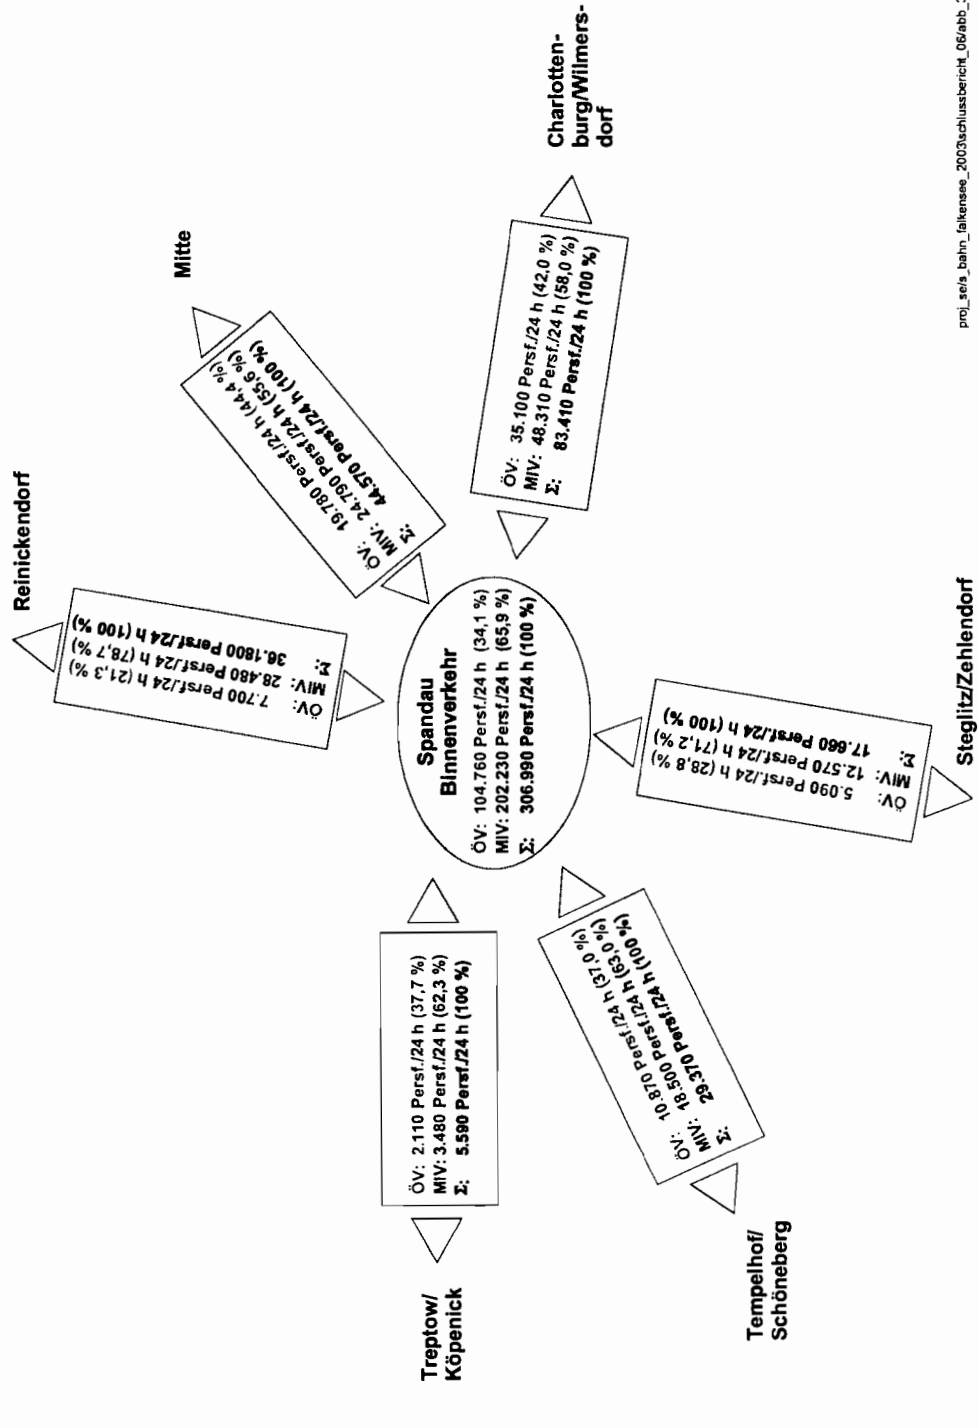 Reinickendorf
ÖV: 7.700 Persf./24 h (21,3 %)
MIV: 28.480 Persf./24 h (78,7 %)
Σ: 36.1800 Persf./24 h (100 %)
Mitte
ÖV: 19.780 Persf./24 h (44,4 %)
MIV: 24.790 Persf./24 h (55,6 %)
Σ: 44.570 Persf./24 h (100 %)
Charlotten-
burg/Wilmers-
dorf
ÖV: 35.100 Persf./24 h (42,0 %)
MIV: 48.310 Persf./24 h (58,0 %)
Σ: 83.410 Persf./24 h (100 %)
Spandau
Binnenverkehr
ÖV: 104.760 Persf./24 h (34,1 %)
MIV: 202.230 Persf./24 h (65,9 %)
Σ: 306.990 Persf./24 h (100 %)
Treptow/
Köpenick
ÖV: 2.110 Persf./24 h (37,7 %)
MIV: 3.480 Persf./24 h (62,3 %)
Σ: 5.590 Persf./24 h (100 %)
Tempelhof/
Schöneberg
ÖV: 10.870 Persf./24 h (37,0 %)
MIV: 18.500 Persf./24 h (63,0 %)
Σ: 29.370 Persf./24 h (100 %)
Steglitz/Zehlendorf
ÖV: 5.090 Persf./24 h (28,8 %)
MIV: 12.570 Persf./24 h (71,2 %)
Σ: 17.660 Persf./24 h (100 %)
proj_se/s_bahn_falkensee_2003\schlussbericht_06/abb_3